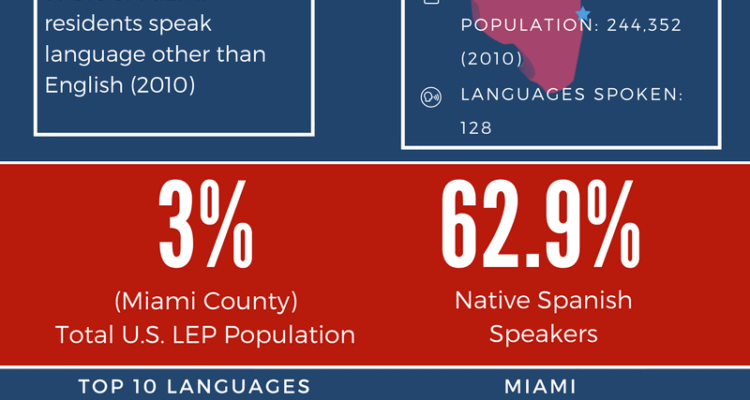 residents speak
language other than
English (2010)
POPULATION: 244,352
(2010)
LANGUAGES SPOKEN:
128
3%
(Miami County)
Total U.S. LEP Population
62.9%
Native Spanish
Speakers
TOP 10 LANGUAGES
MIAMI